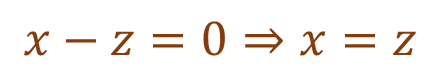 x − z = 0 ⇒ x = z